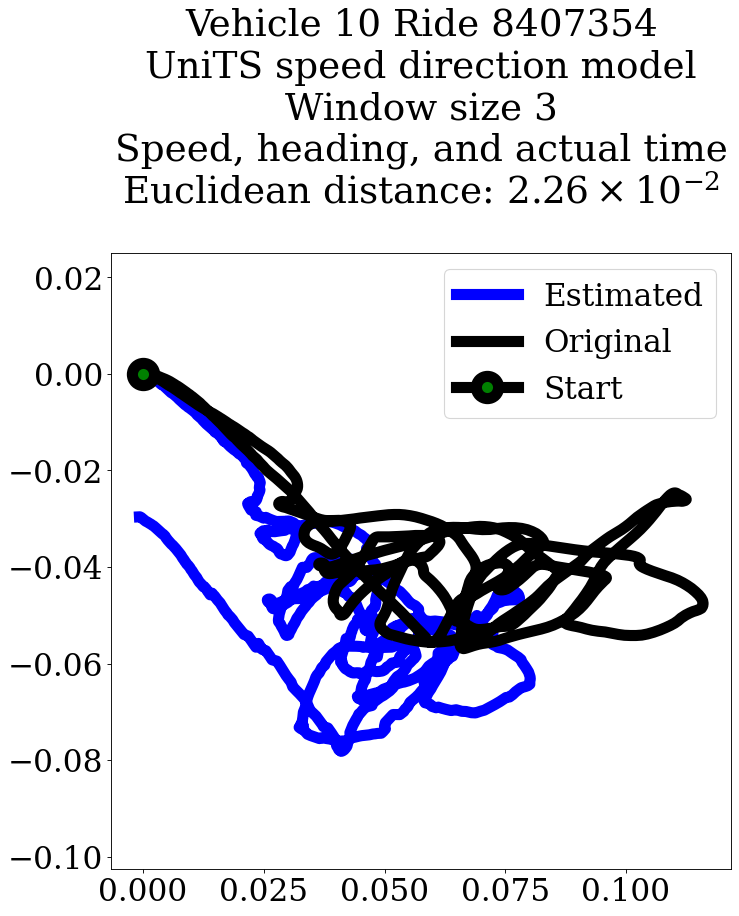 Vehicle 10 Ride 8407354
UniTS speed direction model
Window size 3
Speed, heading, and actual time
Euclidean distance: 2.26 × 10⁻²
Estimated
Original
Start
0.02
0.00
−0.02
−0.04
−0.06
−0.08
−0.10
0.000 0.025 0.050 0.075 0.100